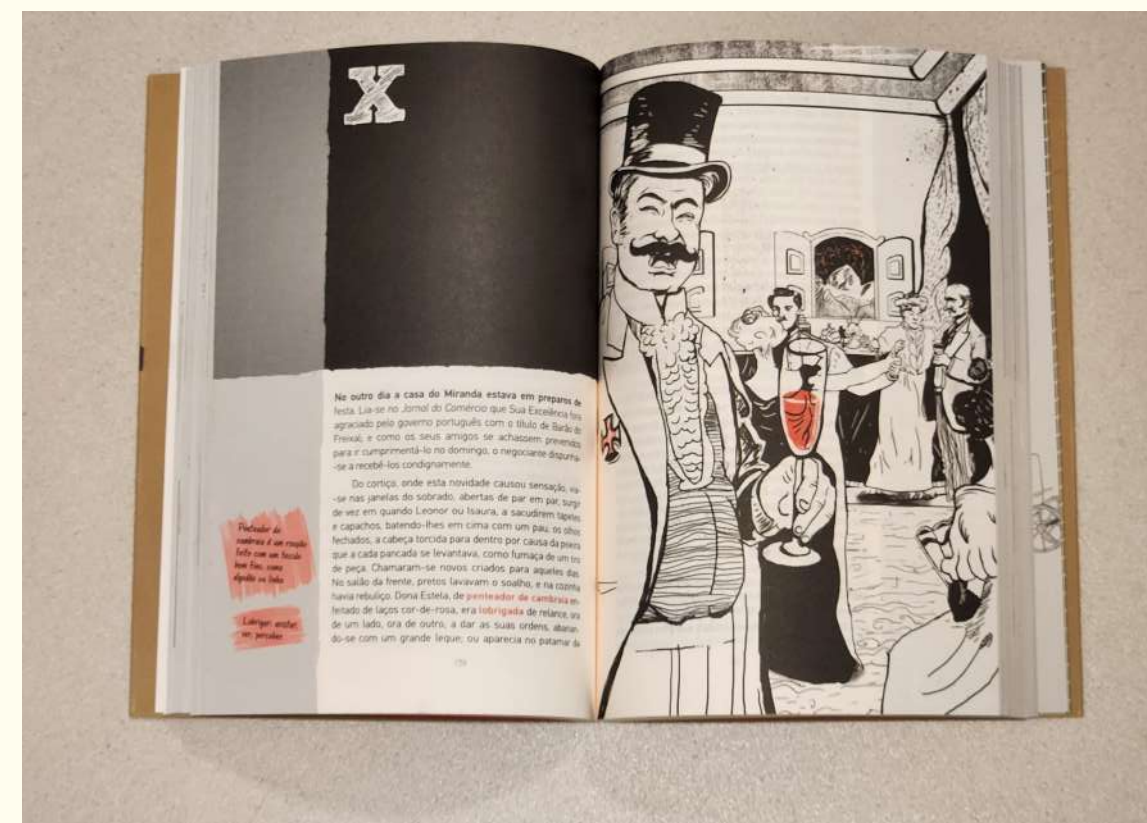 X
No outro dia a casa do Miranda estava em preparos de
festa. Lia-se no Jornal do Comércio que Sua Excelência fora
agraciado pelo governo português com o título de Barão do
Freixal; e como os seus amigos se achassem prevenidos
para ir cumprimentá-lo no domingo, o negociante dispunha-
-se a recebê-los condignamente.
Do cortiço, onde esta novidade causou sensação, via-
-se nas janelas do sobrado, abertas de par em par, surgir
de vez em quando Leonor ou Isaura, a sacudirem tapetes
e capachos, batendo-lhes em cima com um pau, os olhos
fechados, a cabeça torcida para dentro por causa da poeira
que a cada pancada se levantava, como fumaça de um tiro
de peça. Chamaram-se novos criados para aqueles dias.
No salão da frente, pretos lavavam o soalho, e na cozinha
havia rebuliço. Dona Estela, de penteador de cambraia en-
feitado de laços cor-de-rosa, era lobrigada de relance, ora
de um lado, ora de outro, a dar as suas ordens, abanan-
do-se com um grande leque; ou aparecia no patamar da
Penteador de
cambraia é um roupão
feito com um tecido
bem fino, como
algodão ou linho.
Lobrigar: avistar,
ver, perceber.